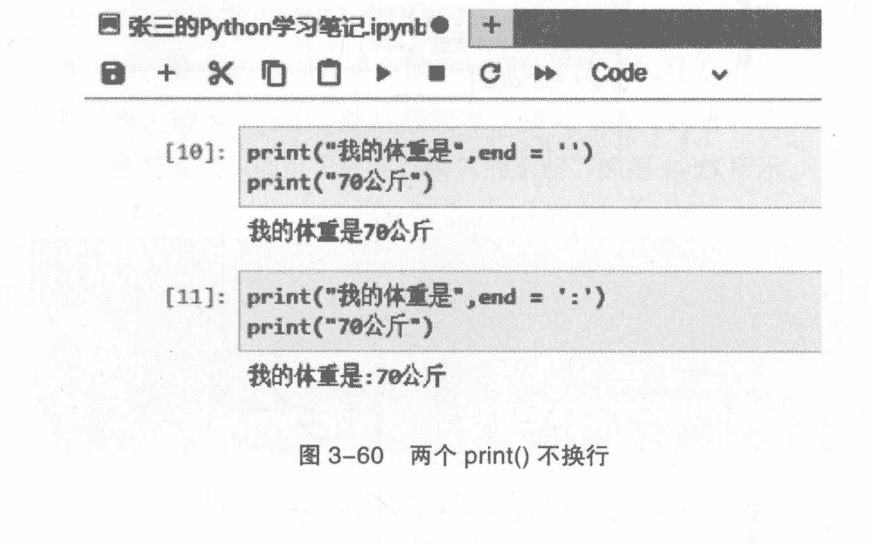 张三的Python学习笔记.ipynb
Code
[10]: print("我的体重是",end = '')
print("70公斤")
我的体重是70公斤
[11]: print("我的体重是",end = ':')
print("70公斤")
我的体重是:70公斤
图 3-60 两个 print() 不换行